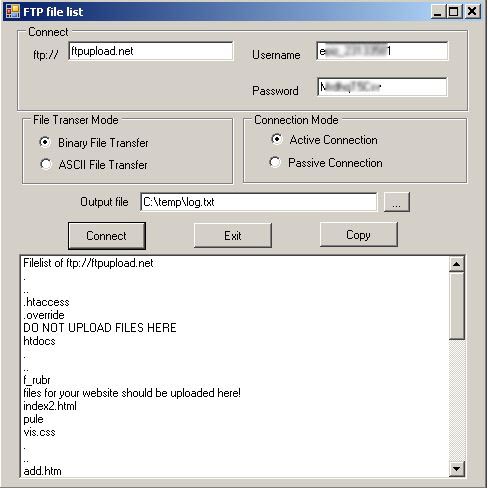 FTP file list
Connect
ftp:// ftpupload.net Username
Password
File Transer Mode Connection Mode
Binary File Transfer Active Connection
ASCII File Transfer Passive Connection
Output file C:\temp\log.txt ...
Connect Exit Copy
Filelist of ftp://ftpupload.net
.
..
.htaccess
.override
DO NOT UPLOAD FILES HERE
htdocs
.
..
f_rubr
files for your website should be uploaded here!
index2.html
pule
vis.css
.
..
add.htm